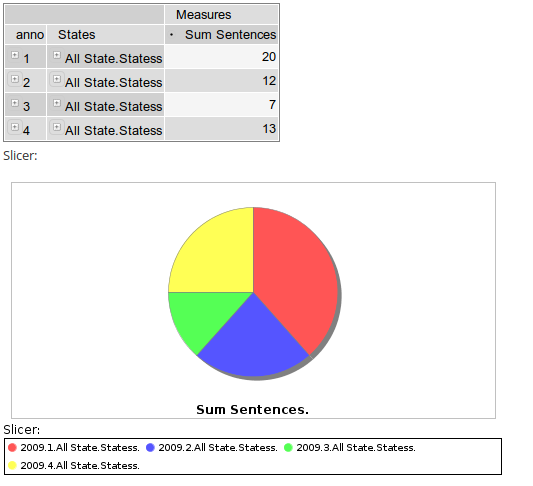 Measures
anno States • Sum Sentences
1 All State.Statess 20
2 All State.Statess 12
3 All State.Statess 7
4 All State.Statess 13
Slicer:
Sum Sentences.
Slicer:
2009.1.All State.Statess. 2009.2.All State.Statess. 2009.3.All State.Statess.
2009.4.All State.Statess.